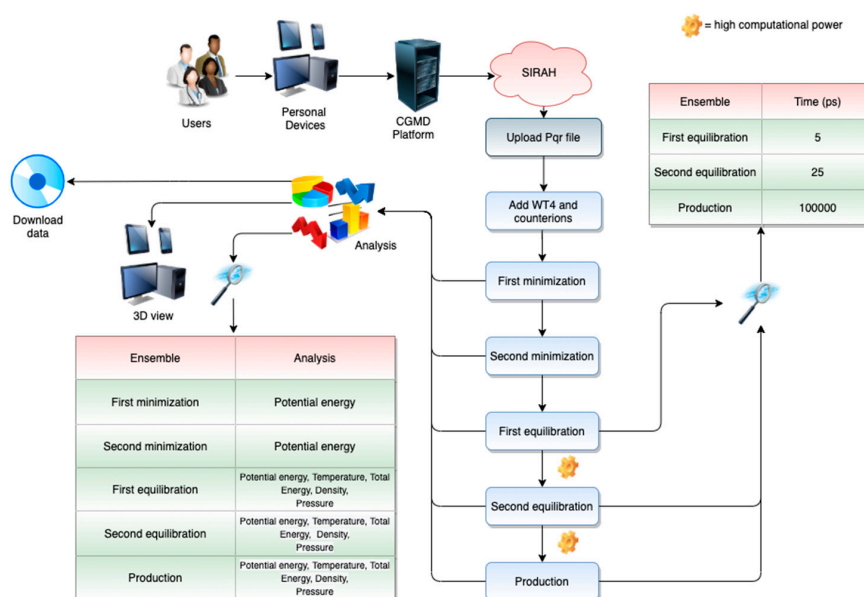 = high computational power
Users
Personal
Devices
CGMD
Platform
SIRAH
Upload Pqr file
Add WT4 and
counterions
First minimization
Second minimization
First equilibration
Second equilibration
Production
Ensemble
Time (ps)
First equilibration
5
Second equilibration
25
Production
100000
Download
data
Analysis
3D view
Ensemble
Analysis
First minimization
Potential energy
Second minimization
Potential energy
First equilibration
Potential energy, Temperature, Total
Energy, Density,
Pressure
Second equilibration
Potential energy, Temperature, Total
Energy, Density,
Pressure
Production
Potential energy, Temperature, Total
Energy, Density,
Pressure